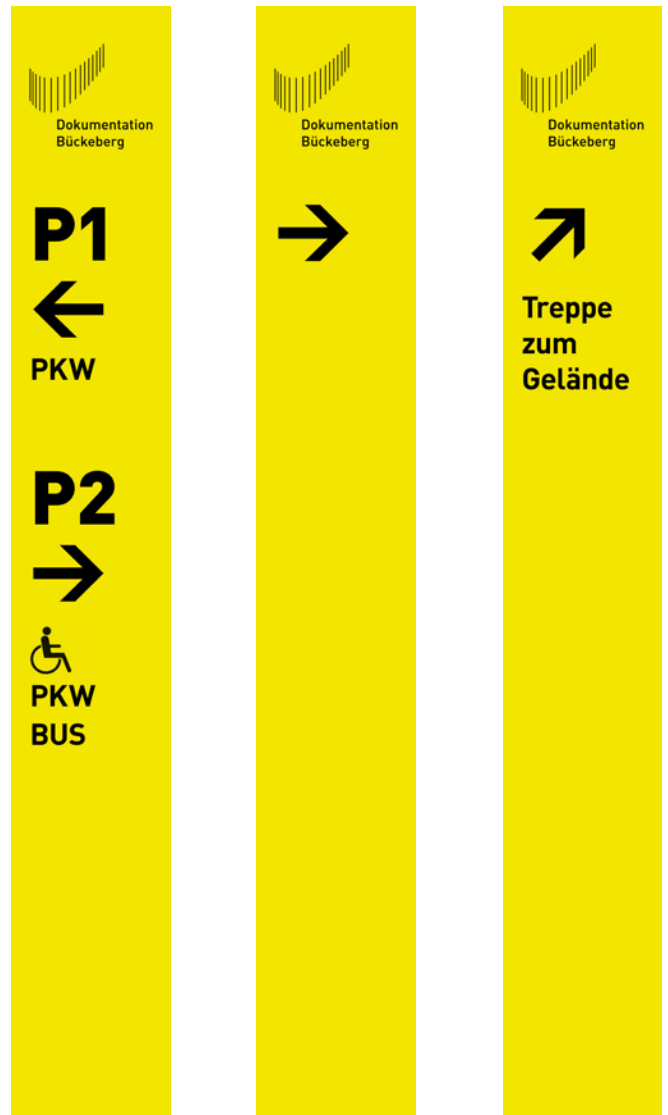 Dokumentation
Bückeberg
P1
PKW
P2
PKW
BUS
Dokumentation
Bückeberg
Dokumentation
Bückeberg
Treppe
zum
Gelände